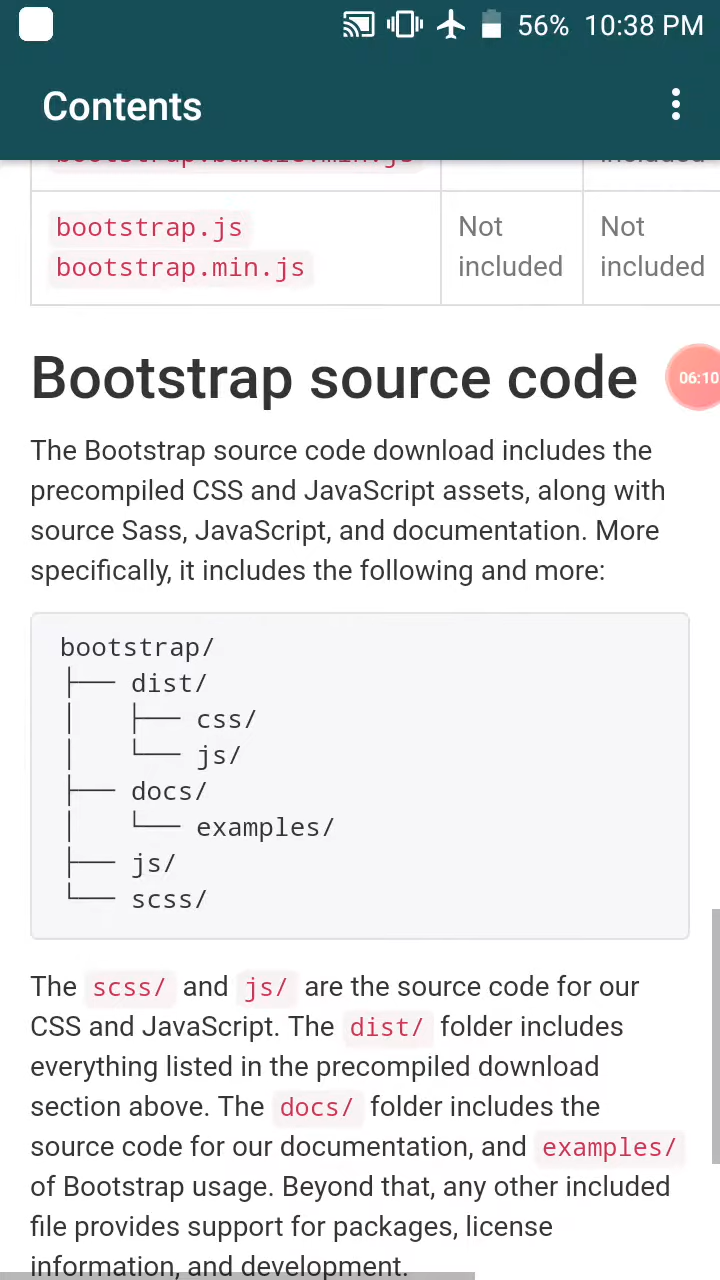 56% 10:38 PM
Contents
bootstrap.bundle.min.js included
bootstrap.js Not Not
bootstrap.min.js included included
Bootstrap source code
06:10
The Bootstrap source code download includes the
precompiled CSS and JavaScript assets, along with
source Sass, JavaScript, and documentation. More
specifically, it includes the following and more:
bootstrap/
├── dist/
│   ├── css/
│   └── js/
├── docs/
│   └── examples/
├── js/
└── scss/
The scss/ and js/ are the source code for our
CSS and JavaScript. The dist/ folder includes
everything listed in the precompiled download
section above. The docs/ folder includes the
source code for our documentation, and examples/
of Bootstrap usage. Beyond that, any other included
file provides support for packages, license
information, and development.